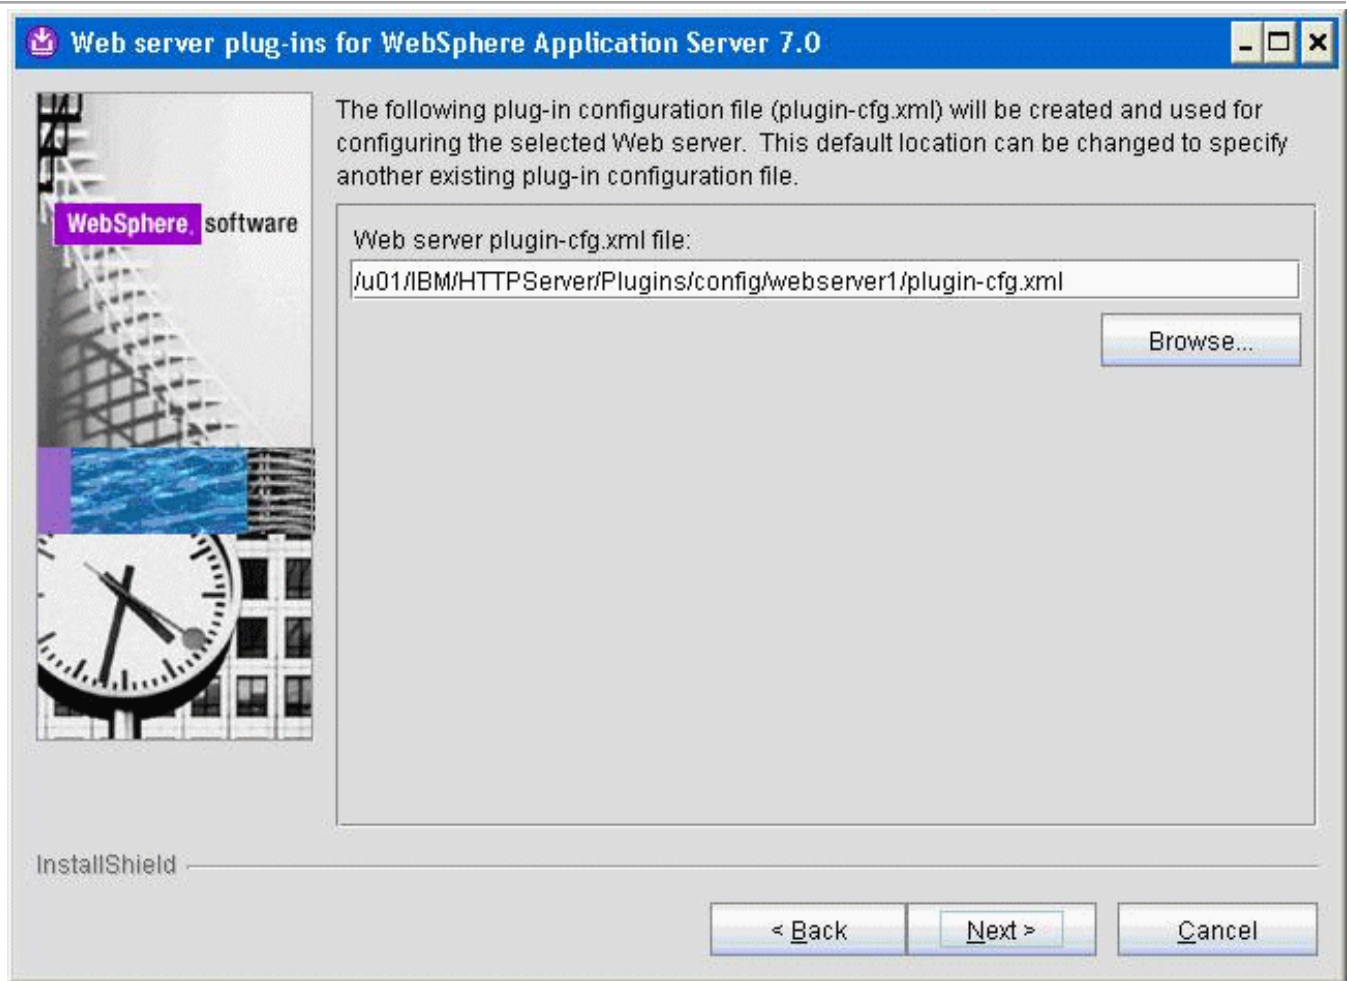 Web server plug-ins for WebSphere Application Server 7.0
The following plug-in configuration file (plugin-cfg.xml) will be created and used for
configuring the selected Web server.  This default location can be changed to specify
another existing plug-in configuration file.
WebSphere. software
Web server plugin-cfg.xml file:
/u01/IBM/HTTPServer/Plugins/config/webserver1/plugin-cfg.xml
Browse...
InstallShield
< Back
Next >
Cancel